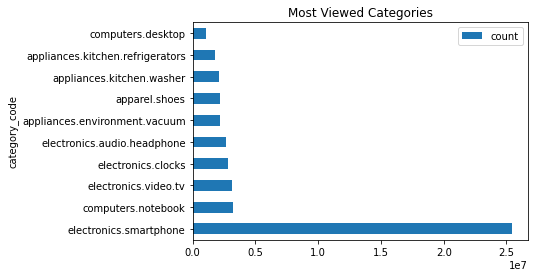 Most Viewed Categories
count
category_code
computers.desktop
appliances.kitchen.refrigerators
appliances.kitchen.washer
apparel.shoes
appliances.environment.vacuum
electronics.audio.headphone
electronics.clocks
electronics.video.tv
computers.notebook
electronics.smartphone
0.0 0.5 1.0 1.5 2.0 2.5
1e7